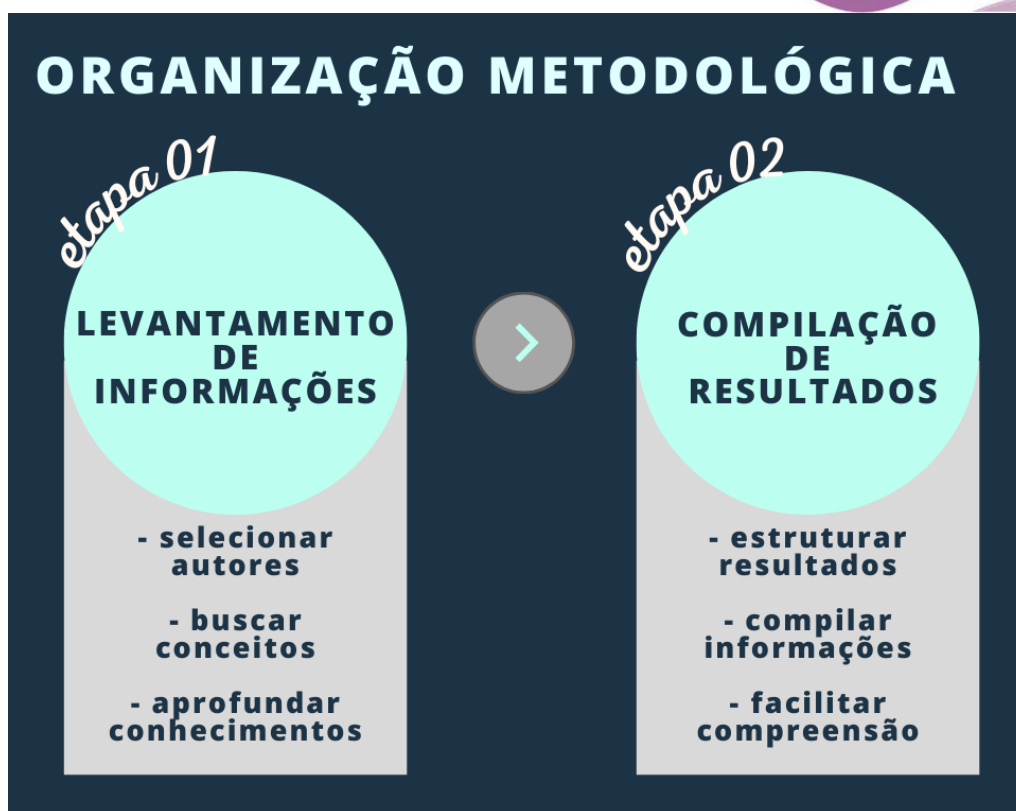 ORGANIZAÇÃO METODOLÓGICA
etapa 01
LEVANTAMENTO
DE
INFORMAÇÕES
- selecionar
autores
- buscar
conceitos
- aprofundar
conhecimentos
etapa 02
COMPILAÇÃO
DE
RESULTADOS
- estruturar
resultados
- compilar
informações
- facilitar
compreensão